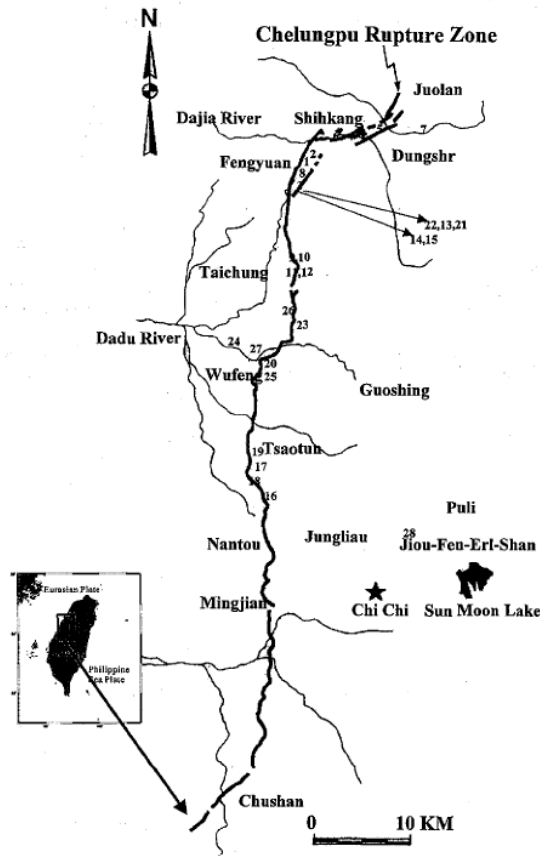 N
Chelungpu Rupture Zone
Juolan
Dajia River
Shihkang
7
Dungshr
Fengyuan
2
1
8
22,13,21
14,15
10
11,12
Taichung
26
23
Dadu River
24
27
20
Wufeng
25
Guoshing
Tsaotun
19
17
18
16
Puli
28
Jungliau
Jiou-Fen-Erl-Shan
Nantou
Chi Chi
Sun Moon Lake
Mingjian
Eurasian Plate
Philippine
Sea Place
Chushan
0
10 KM